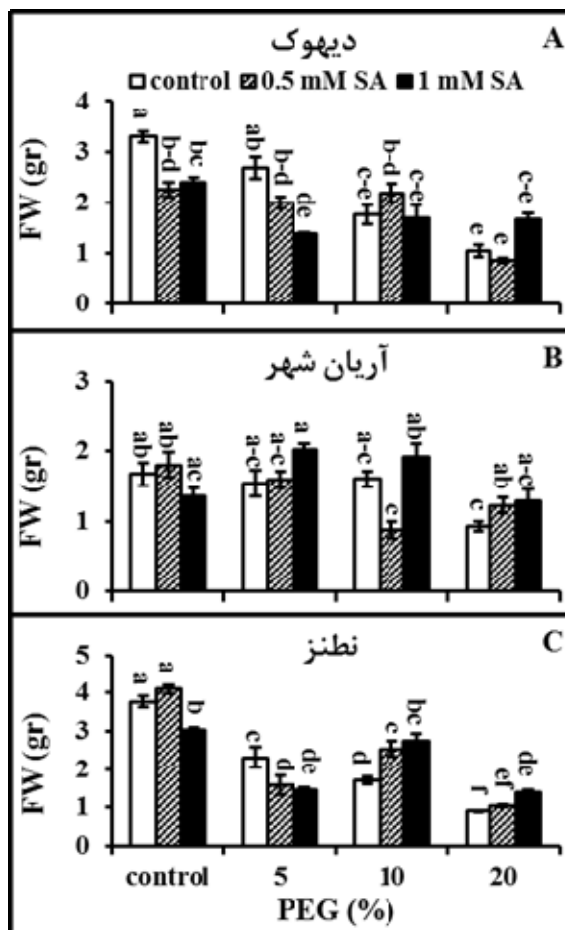 دیهوک A
control 0.5 mM SA 1 mM SA
FW (gr)
4
3
2
1
0
a b-d bc ab b-d de c-e b-d c-e e e c-e
آریان شهر B
FW (gr)
3
2
1
0
ab ab ac a-c a-c a a-c c ab c ab a-c
نطنز C
FW (gr)
5
4
3
2
1
0
a a b c d de d c bc f ef de
control 5 10 20
PEG (%)